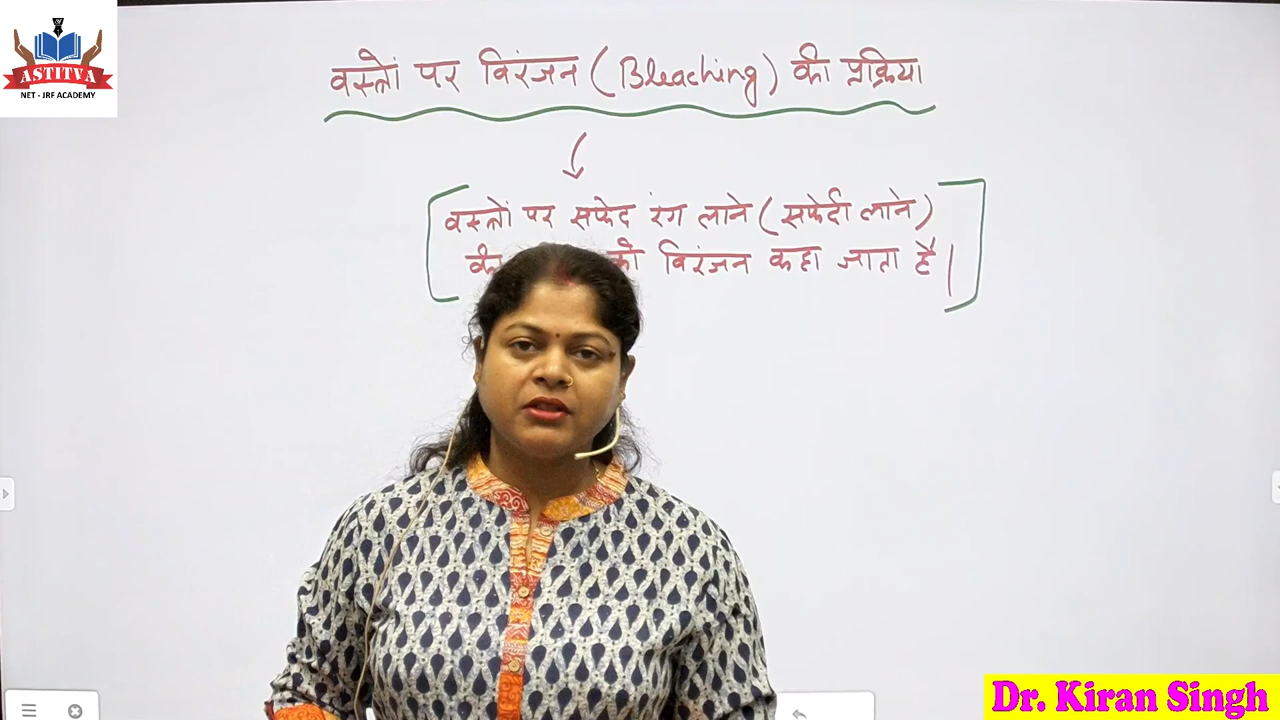 ASTITVA
NET - JRF ACADEMY
वस्त्रों पर विरंजन (Bleaching) की प्रक्रिया
वस्त्रों पर सफेद रंग लाने (सफेदी लाने)
की को विरंजन कहा जाता है।
Dr. Kiran Singh